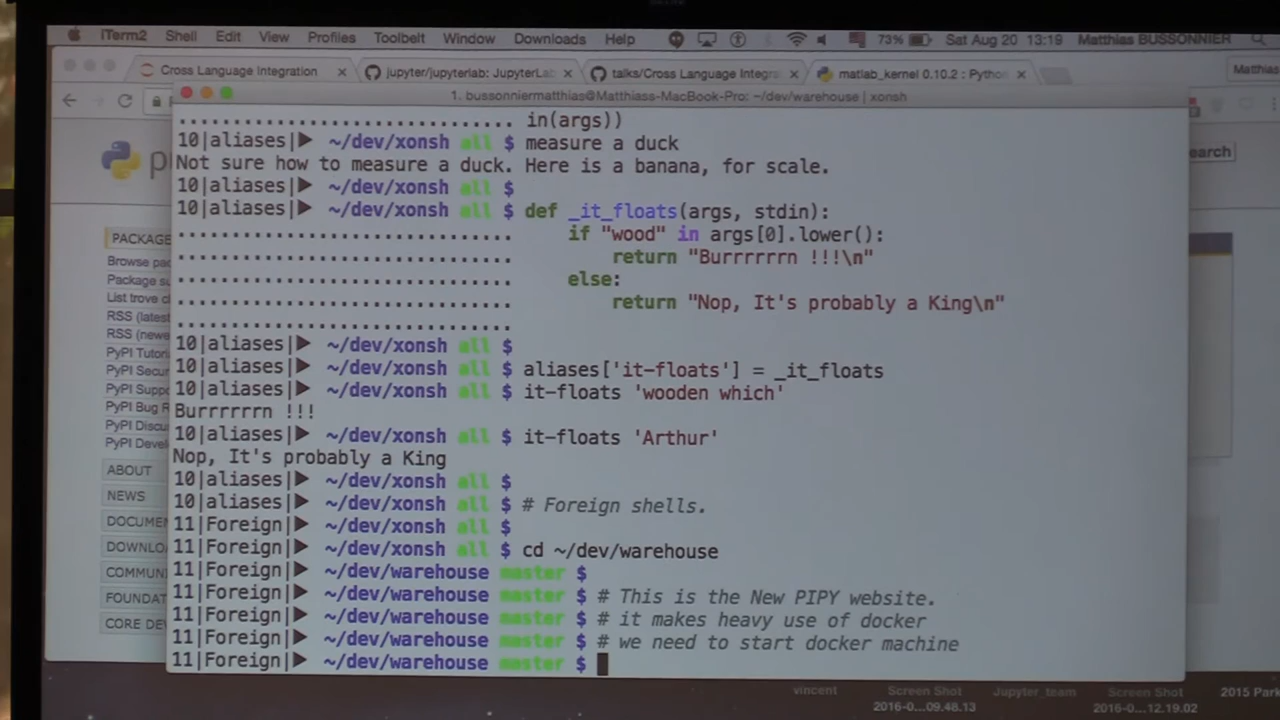 iTerm2 Shell Edit View Profiles Toolbelt Window Downloads Help 73% Sat Aug 20 13:19 Matthias BUSSONNIER
Cross Language Integration
jupyter/jupyterlab: JupyterLab
talks/Cross Language Integra
matlab_kernel 0.10.2 : Python
Matthias
1. bussonniermatthias@Matthiass-MacBook-Pro: ~/dev/warehouse | xonsh
............................... in(args))
10|aliases|▶ ~/dev/xonsh all $ measure a duck
Not sure how to measure a duck. Here is a banana, for scale.
10|aliases|▶ ~/dev/xonsh all $
10|aliases|▶ ~/dev/xonsh all $ def _it_floats(args, stdin):
............................... if "wood" in args[0].lower():
............................... return "Burrrrrrn !!!\n"
............................... else:
............................... return "Nop, It's probably a King\n"
...............................
10|aliases|▶ ~/dev/xonsh all $
10|aliases|▶ ~/dev/xonsh all $ aliases['it-floats'] = _it_floats
10|aliases|▶ ~/dev/xonsh all $ it-floats 'wooden which'
Burrrrrrn !!!
10|aliases|▶ ~/dev/xonsh all $ it-floats 'Arthur'
Nop, It's probably a King
10|aliases|▶ ~/dev/xonsh all $
10|aliases|▶ ~/dev/xonsh all $ # Foreign shells.
11|Foreign|▶ ~/dev/xonsh all $
11|Foreign|▶ ~/dev/xonsh all $ cd ~/dev/warehouse
11|Foreign|▶ ~/dev/warehouse master $
11|Foreign|▶ ~/dev/warehouse master $ # This is the New PIPY website.
11|Foreign|▶ ~/dev/warehouse master $ # it makes heavy use of docker
11|Foreign|▶ ~/dev/warehouse master $ # we need to start docker machine
11|Foreign|▶ ~/dev/warehouse master $
earch
PACKAGE
Browse pac
Package su
List trove cl
RSS (latest
RSS (newe
PyPI Tutori
PyPI Secur
PyPI Suppo
PyPI Bug R
PyPI Discu
PyPI Devel
ABOUT
NEWS
DOCUMEN
DOWNLO
COMMUN
FOUNDAT
CORE DEV
vincent
Screen Shot
2016-0...09.48.13
Jupyter_team
Screen Shot
2016-0...12.19.02
2015 Park